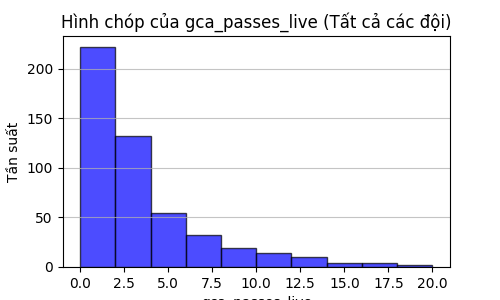 Hình chóp của gca_passes_live (Tất cả các đội)
Tần suất
200
150
100
50
0
0.0 2.5 5.0 7.5 10.0 12.5 15.0 17.5 20.0
gca_passes_live